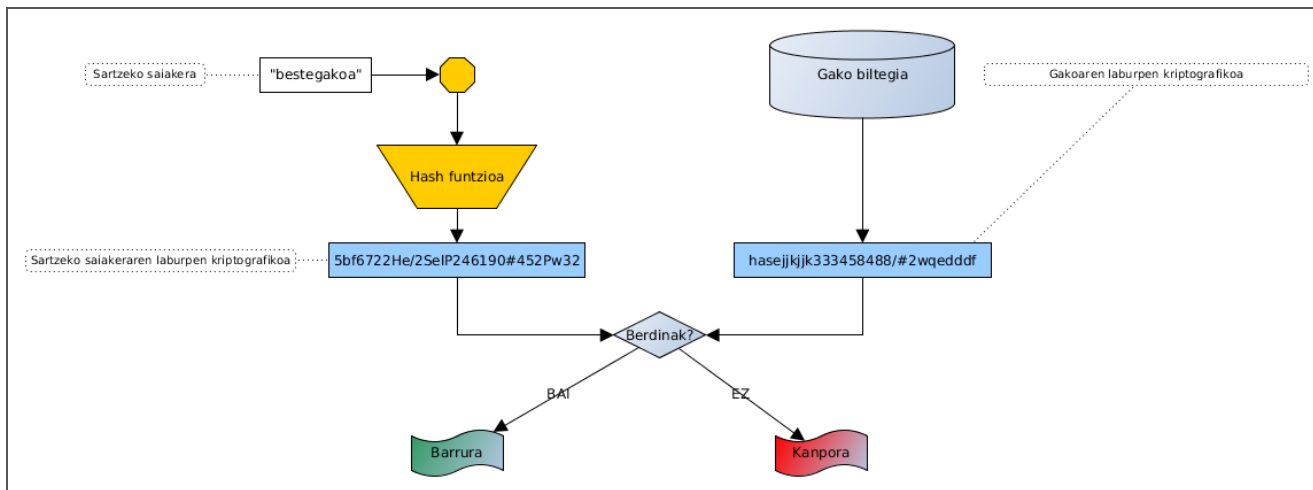 Sartzeko saiakera
"bestegakoa"
Gako biltegia
Gakoaren laburpen kriptografikoa
Hash funtzioa
Sartzeko saiakeraren laburpen kriptografikoa
5bf6722He/2SelP246190#452Pw32
hasejjkjjk333458488/#2wqedddf
Berdinak?
BAI
EZ
Barrura
Kanpora